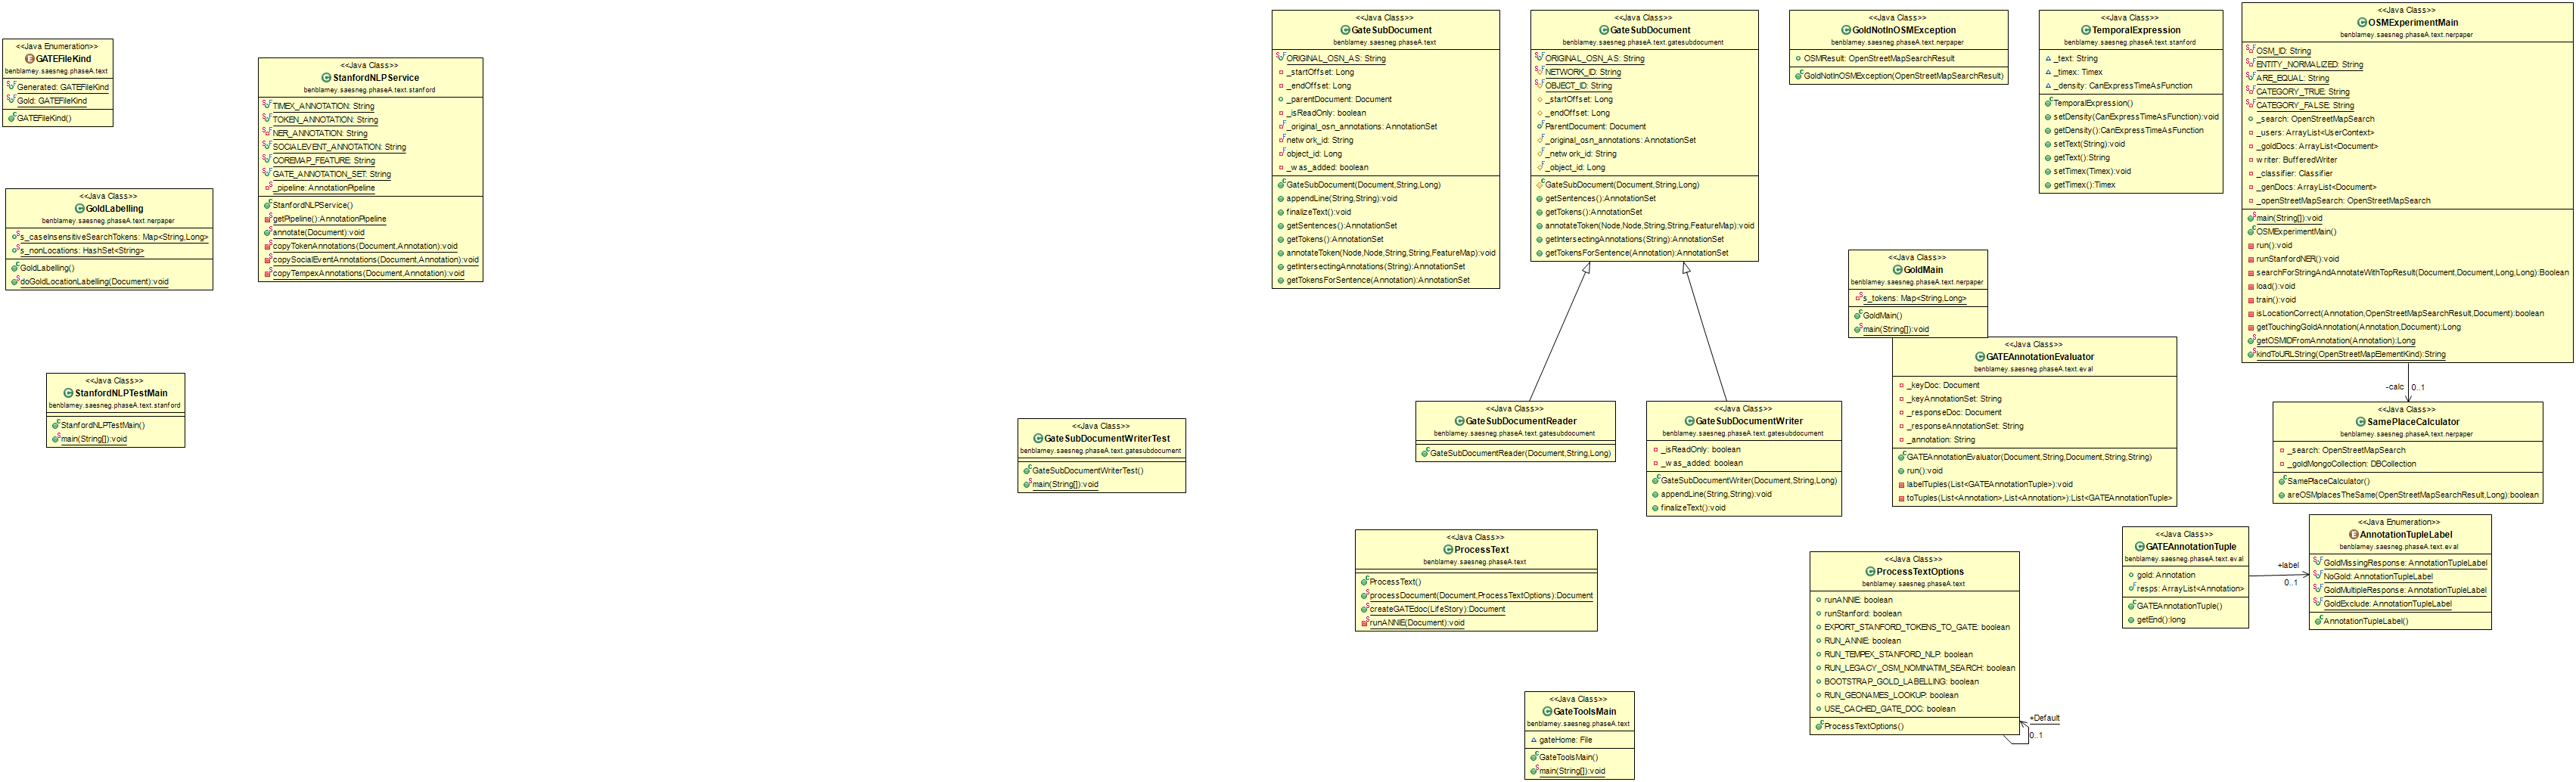 <<Java Enumeration>>
GATEFileKind
benblamey.saesneg.phaseA.text
Generated: GATEFileKind
Gold: GATEFileKind
GATEFileKind()
<<Java Class>>
GoldLabelling
benblamey.saesneg.phaseA.text.nerpaper
s_caseInsensitiveSearchTokens: Map<String,Long>
s_nonLocations: HashSet<String>
GoldLabelling()
doGoldLocationLabelling(Document):void
<<Java Class>>
StanfordNLPTestMain
benblamey.saesneg.phaseA.text.stanford
StanfordNLPTestMain()
main(String[]):void
<<Java Class>>
StanfordNLPService
benblamey.saesneg.phaseA.text.stanford
TIMEX_ANNOTATION: String
TOKEN_ANNOTATION: String
NER_ANNOTATION: String
SOCIALEVENT_ANNOTATION: String
COREMAP_FEATURE: String
GATE_ANNOTATION_SET: String
_pipeline: AnnotationPipeline
StanfordNLPService()
getPipeline():AnnotationPipeline
annotate(Document):void
copyTokenAnnotations(Document,Annotation):void
copySocialEventAnnotations(Document,Annotation):void
copyTempexAnnotations(Document,Annotation):void
<<Java Class>>
GateSubDocumentWriterTest
benblamey.saesneg.phaseA.text.gatesubdocument
GateSubDocumentWriterTest()
main(String[]):void
<<Java Class>>
GateSubDocument
benblamey.saesneg.phaseA.text
ORIGINAL_OSN_AS: String
_startOffset: Long
_endOffset: Long
_parentDocument: Document
_isReadOnly: boolean
_original_osn_annotations: AnnotationSet
network_id: String
object_id: Long
_was_added: boolean
GateSubDocument(Document,String,Long)
appendLine(String,String):void
finalizeText():void
getSentences():AnnotationSet
getTokens():AnnotationSet
annotateToken(Node,Node,String,String,FeatureMap):void
getIntersectingAnnotations(String):AnnotationSet
getTokensForSentence(Annotation):AnnotationSet
<<Java Class>>
GateSubDocument
benblamey.saesneg.phaseA.text.gatesubdocument
ORIGINAL_OSN_AS: String
NETWORK_ID: String
OBJECT_ID: String
_startOffset: Long
_endOffset: Long
ParentDocument: Document
_original_osn_annotations: AnnotationSet
_network_id: String
_object_id: Long
GateSubDocument(Document,String,Long)
getSentences():AnnotationSet
getTokens():AnnotationSet
annotateToken(Node,Node,String,String,FeatureMap):void
getIntersectingAnnotations(String):AnnotationSet
getTokensForSentence(Annotation):AnnotationSet
<<Java Class>>
GateSubDocumentReader
benblamey.saesneg.phaseA.text.gatesubdocument
GateSubDocumentReader(Document,String,Long)
<<Java Class>>
GateSubDocumentWriter
benblamey.saesneg.phaseA.text.gatesubdocument
_isReadOnly: boolean
_was_added: boolean
GateSubDocumentWriter(Document,String,Long)
appendLine(String,String):void
finalizeText():void
<<Java Class>>
ProcessText
benblamey.saesneg.phaseA.text
ProcessText()
processDocument(Document,ProcessTextOptions):Document
createGATEdoc(LifeStory):Document
runANNIE(Document):void
<<Java Class>>
GateToolsMain
benblamey.saesneg.phaseA.text
gateHome: File
GateToolsMain()
main(String[]):void
<<Java Class>>
GoldNotInOSMException
benblamey.saesneg.phaseA.text.nerpaper
OSMResult: OpenStreetMapSearchResult
GoldNotInOSMException(OpenStreetMapSearchResult)
<<Java Class>>
TemporalExpression
benblamey.saesneg.phaseA.text.stanford
_text: String
_timex: Timex
_density: CanExpressTimeAsFunction
TemporalExpression()
setDensity(CanExpressTimeAsFunction):void
getDensity():CanExpressTimeAsFunction
setText(String):void
getText():String
setTimex(Timex):void
getTimex():Timex
<<Java Class>>
GoldMain
benblamey.saesneg.phaseA.text.nerpaper
s_tokens: Map<String,Long>
GoldMain()
main(String[]):void
<<Java Class>>
GATEAnnotationEvaluator
benblamey.saesneg.phaseA.text.eval
_keyDoc: Document
_keyAnnotationSet: String
_responseDoc: Document
_responseAnnotationSet: String
_annotation: String
GATEAnnotationEvaluator(Document,String,Document,String,String)
run():void
labelTuples(List<GATEAnnotationTuple>):void
toTuples(List<Annotation>,List<Annotation>):List<GATEAnnotationTuple>
<<Java Class>>
ProcessTextOptions
benblamey.saesneg.phaseA.text
runANNIE: boolean
runStanford: boolean
EXPORT_STANFORD_TOKENS_TO_GATE: boolean
RUN_ANNIE: boolean
RUN_TEMPEX_STANFORD_NLP: boolean
RUN_LEGACY_OSM_NOMINATIM_SEARCH: boolean
BOOTSTRAP_GOLD_LABELLING: boolean
RUN_GEONAMES_LOOKUP: boolean
USE_CACHED_GATE_DOC: boolean
ProcessTextOptions()
+Default
0..1
<<Java Class>>
OSMExperimentMain
benblamey.saesneg.phaseA.text.nerpaper
OSM_ID: String
ENTITY_NORMALIZED: String
ARE_EQUAL: String
CATEGORY_TRUE: String
CATEGORY_FALSE: String
_search: OpenStreetMapSearch
_users: ArrayList<UserContext>
_goldDocs: ArrayList<Document>
writer: BufferedWriter
_classifier: Classifier
_genDocs: ArrayList<Document>
_openStreetMapSearch: OpenStreetMapSearch
main(String[]):void
OSMExperimentMain()
run():void
runStanfordNER():void
searchForStringAndAnnotateWithTopResult(Document,Document,Long,Long):Boolean
load():void
train():void
isLocationCorrect(Annotation,OpenStreetMapSearchResult,Document):boolean
getTouchingGoldAnnotation(Annotation,Document):Long
getOSMIDFromAnnotation(Annotation):Long
kindToURLString(OpenStreetMapElementKind):String
-calc
0..1
<<Java Class>>
SamePlaceCalculator
benblamey.saesneg.phaseA.text.nerpaper
_search: OpenStreetMapSearch
_goldMongoCollection: DBCollection
SamePlaceCalculator()
areOSMplacesTheSame(OpenStreetMapSearchResult,Long):boolean
<<Java Class>>
GATEAnnotationTuple
benblamey.saesneg.phaseA.text.eval
gold: Annotation
resps: ArrayList<Annotation>
GATEAnnotationTuple()
getEnd():long
+label
0..1
<<Java Enumeration>>
AnnotationTupleLabel
benblamey.saesneg.phaseA.text.eval
GoldMissingResponse: AnnotationTupleLabel
NoGold: AnnotationTupleLabel
GoldMultipleResponse: AnnotationTupleLabel
GoldExclude: AnnotationTupleLabel
AnnotationTupleLabel()